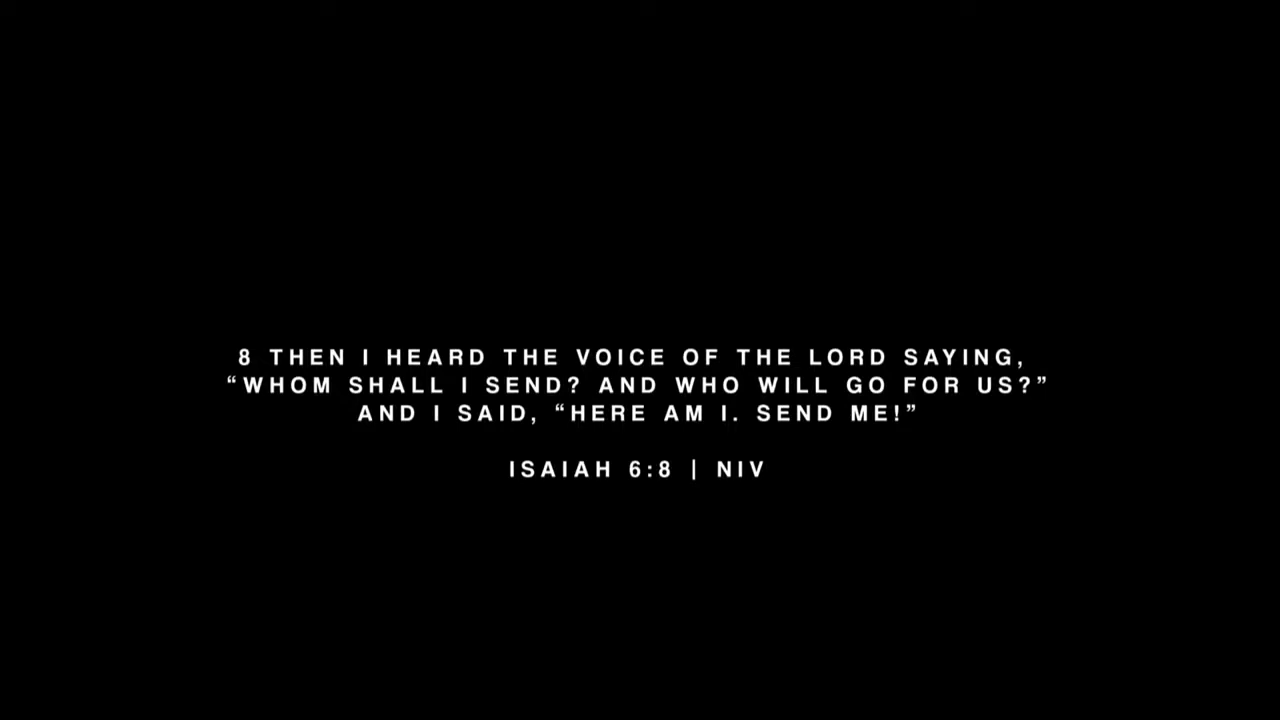 8 THEN I HEARD THE VOICE OF THE LORD SAYING,
“WHOM SHALL I SEND? AND WHO WILL GO FOR US?”
AND I SAID, “HERE AM I. SEND ME!”
ISAIAH 6:8 | NIV